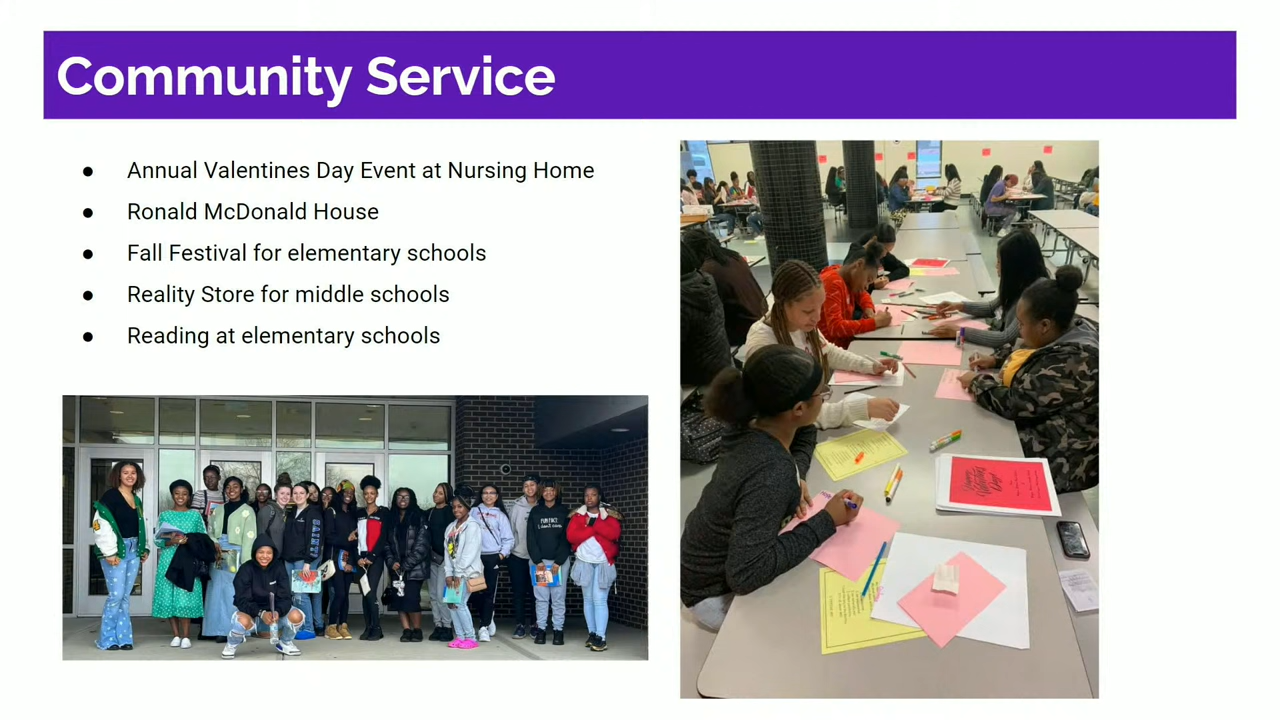 Community Service
● Annual Valentines Day Event at Nursing Home
● Ronald McDonald House
● Fall Festival for elementary schools
● Reality Store for middle schools
● Reading at elementary schools